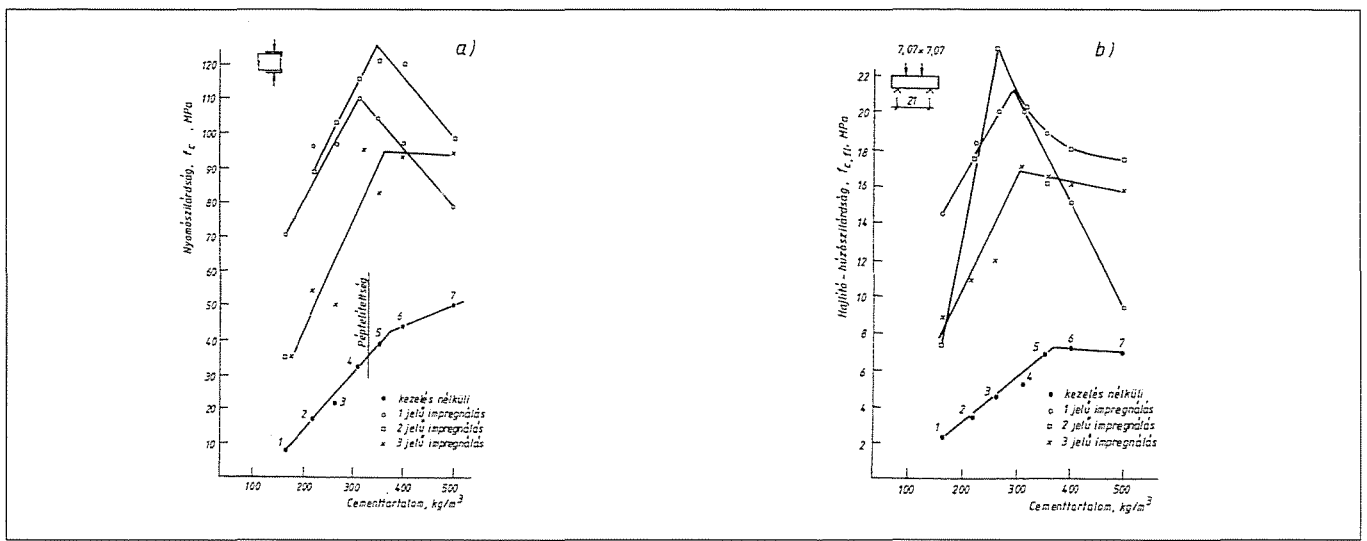 a)
120
110
100
90
80
70
60
50
40
30
20
10
Nyomószilárdság, fc , MPa
Péptelítettség
1
2
3
4
5
6
7
• kezelés nélküli
○ 1 jelű impregnálás
□ 2 jelű impregnálás
× 3 jelű impregnálás
100 200 300 400 500
Cementtartalom, kg/m³
b)
7,07×7,07
21
22
20
18
16
14
12
10
8
6
4
2
Hajlító-húzószilárdság, fc,fl, MPa
1
2
3
4
5
6
7
• kezelés nélküli
○ 1 jelű impregnálás
□ 2 jelű impregnálás
× 3 jelű impregnálás
100 200 300 400 500
Cementtartalom, kg/m³